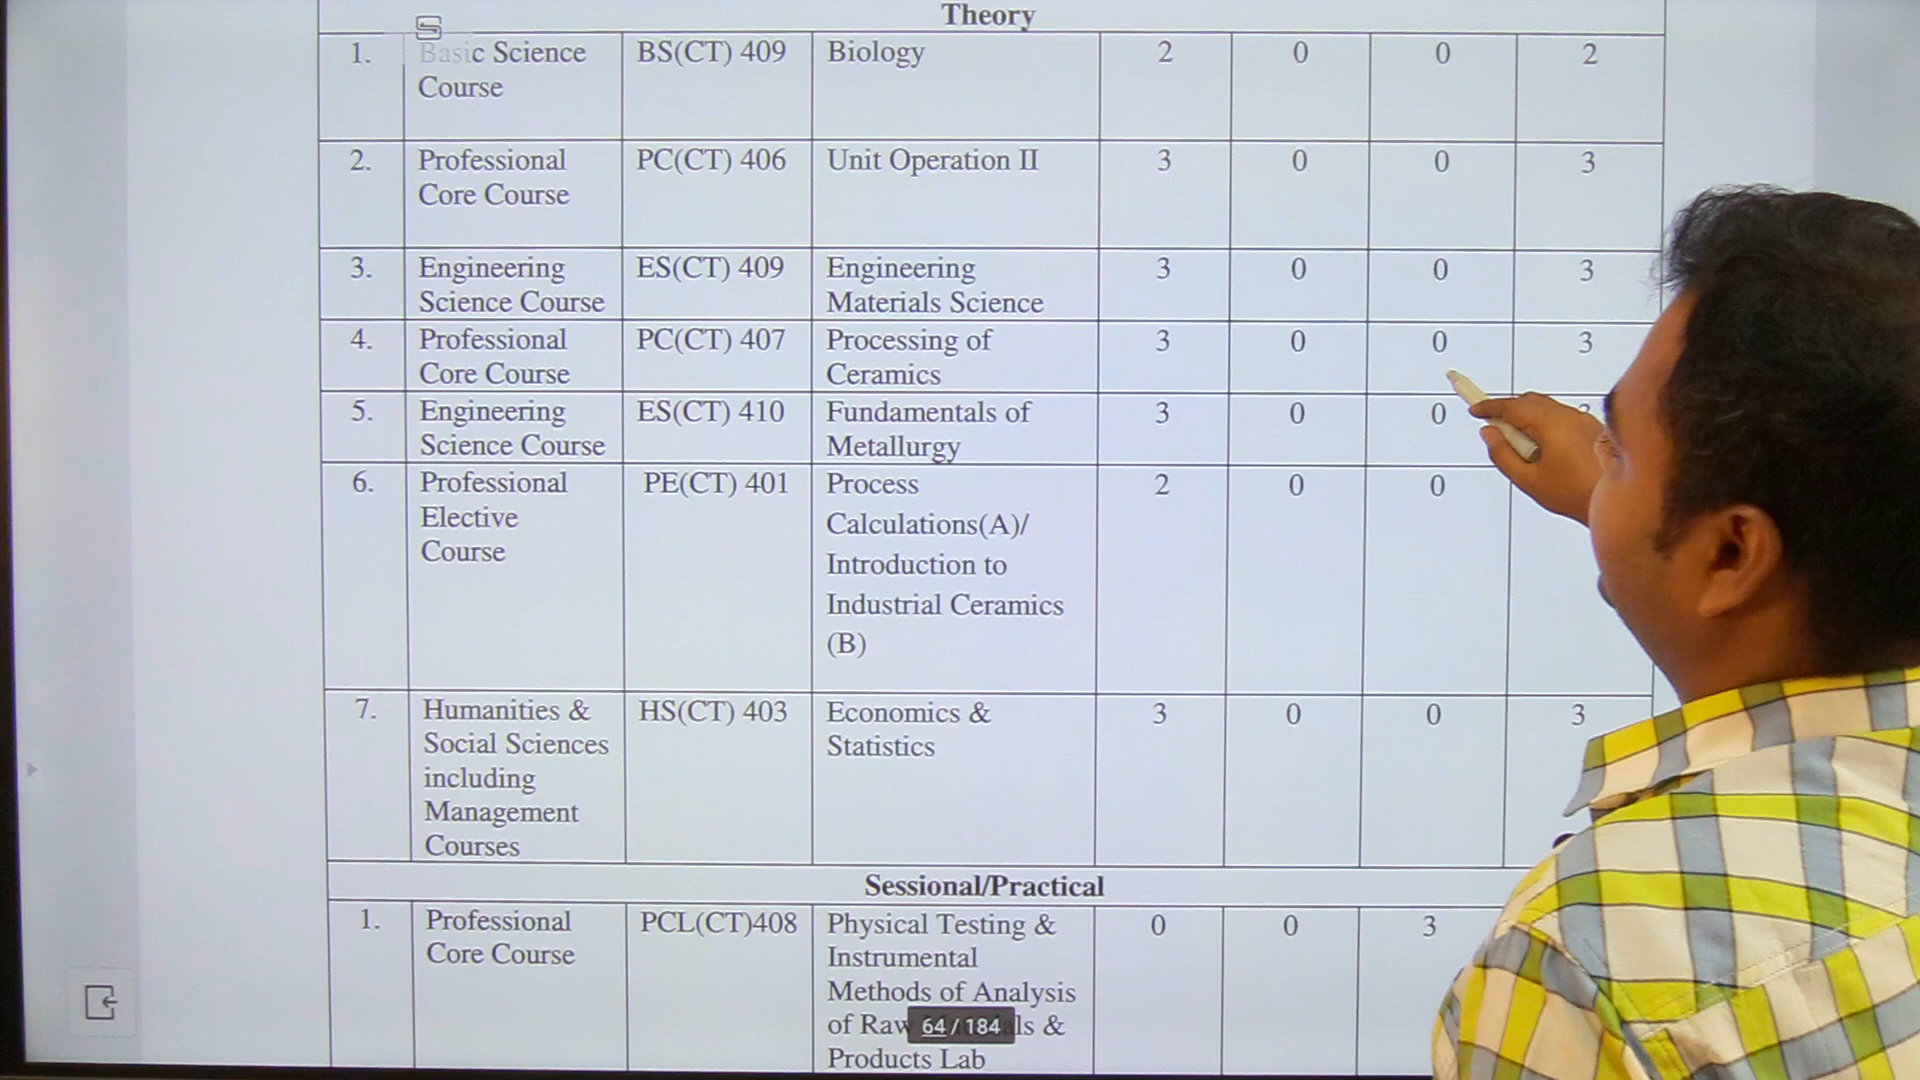 Theory
1. Basic Science BS(CT) 409 Biology 2 0 0 2
Course
2. Professional PC(CT) 406 Unit Operation II 3 0 0 3
Core Course
3. Engineering ES(CT) 409 Engineering 3 0 0 3
Science Course Materials Science
4. Professional PC(CT) 407 Processing of 3 0 0 3
Core Course Ceramics
5. Engineering ES(CT) 410 Fundamentals of 3 0 0
Science Course Metallurgy
6. Professional PE(CT) 401 Process 2 0 0
Elective Calculations(A)/
Course Introduction to
Industrial Ceramics
(B)
7. Humanities & HS(CT) 403 Economics & 3 0 0 3
Social Sciences Statistics
including
Management
Courses
Sessional/Practical
1. Professional PCL(CT)408 Physical Testing & 0 0 3
Core Course Instrumental
Methods of Analysis
of Raw &
64 / 184
Products Lab